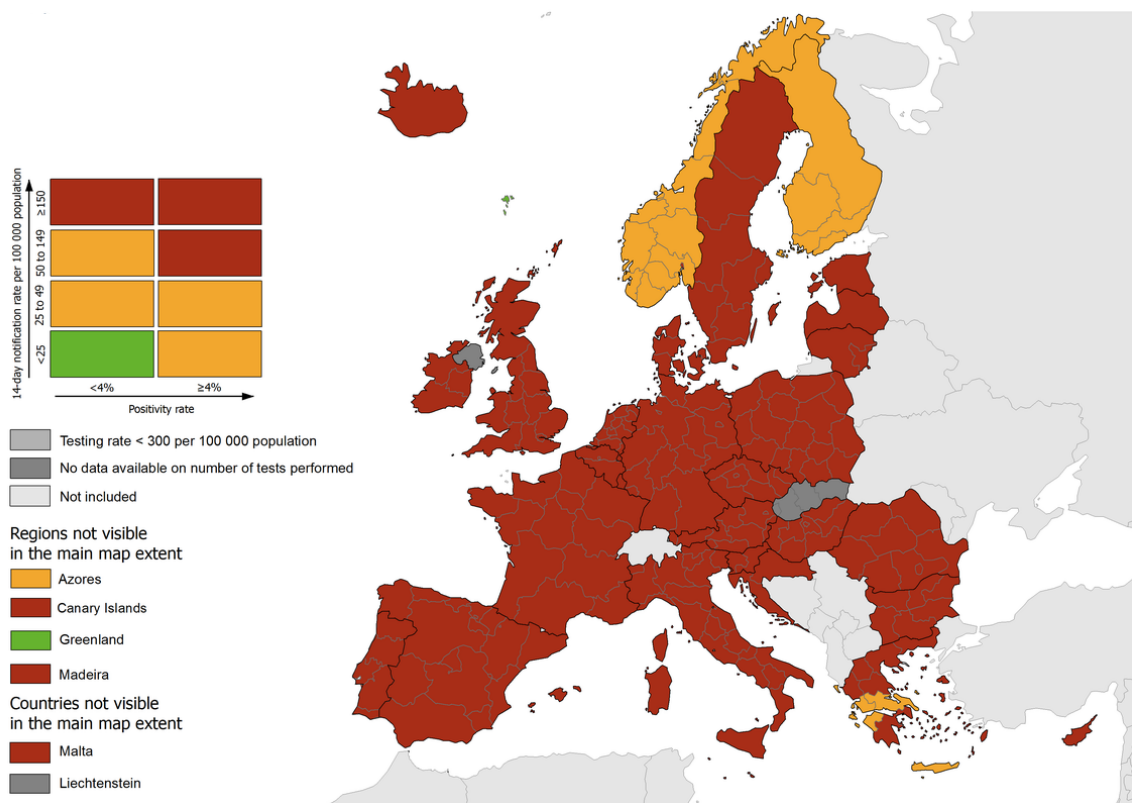 14-day notification rate per 100 000 population
≥150
50 to 149
25 to 49
<25
<4%
≥4%
Positivity rate
Testing rate < 300 per 100 000 population
No data available on number of tests performed
Not included
Regions not visible
in the main map extent
Azores
Canary Islands
Greenland
Madeira
Countries not visible
in the main map extent
Malta
Liechtenstein